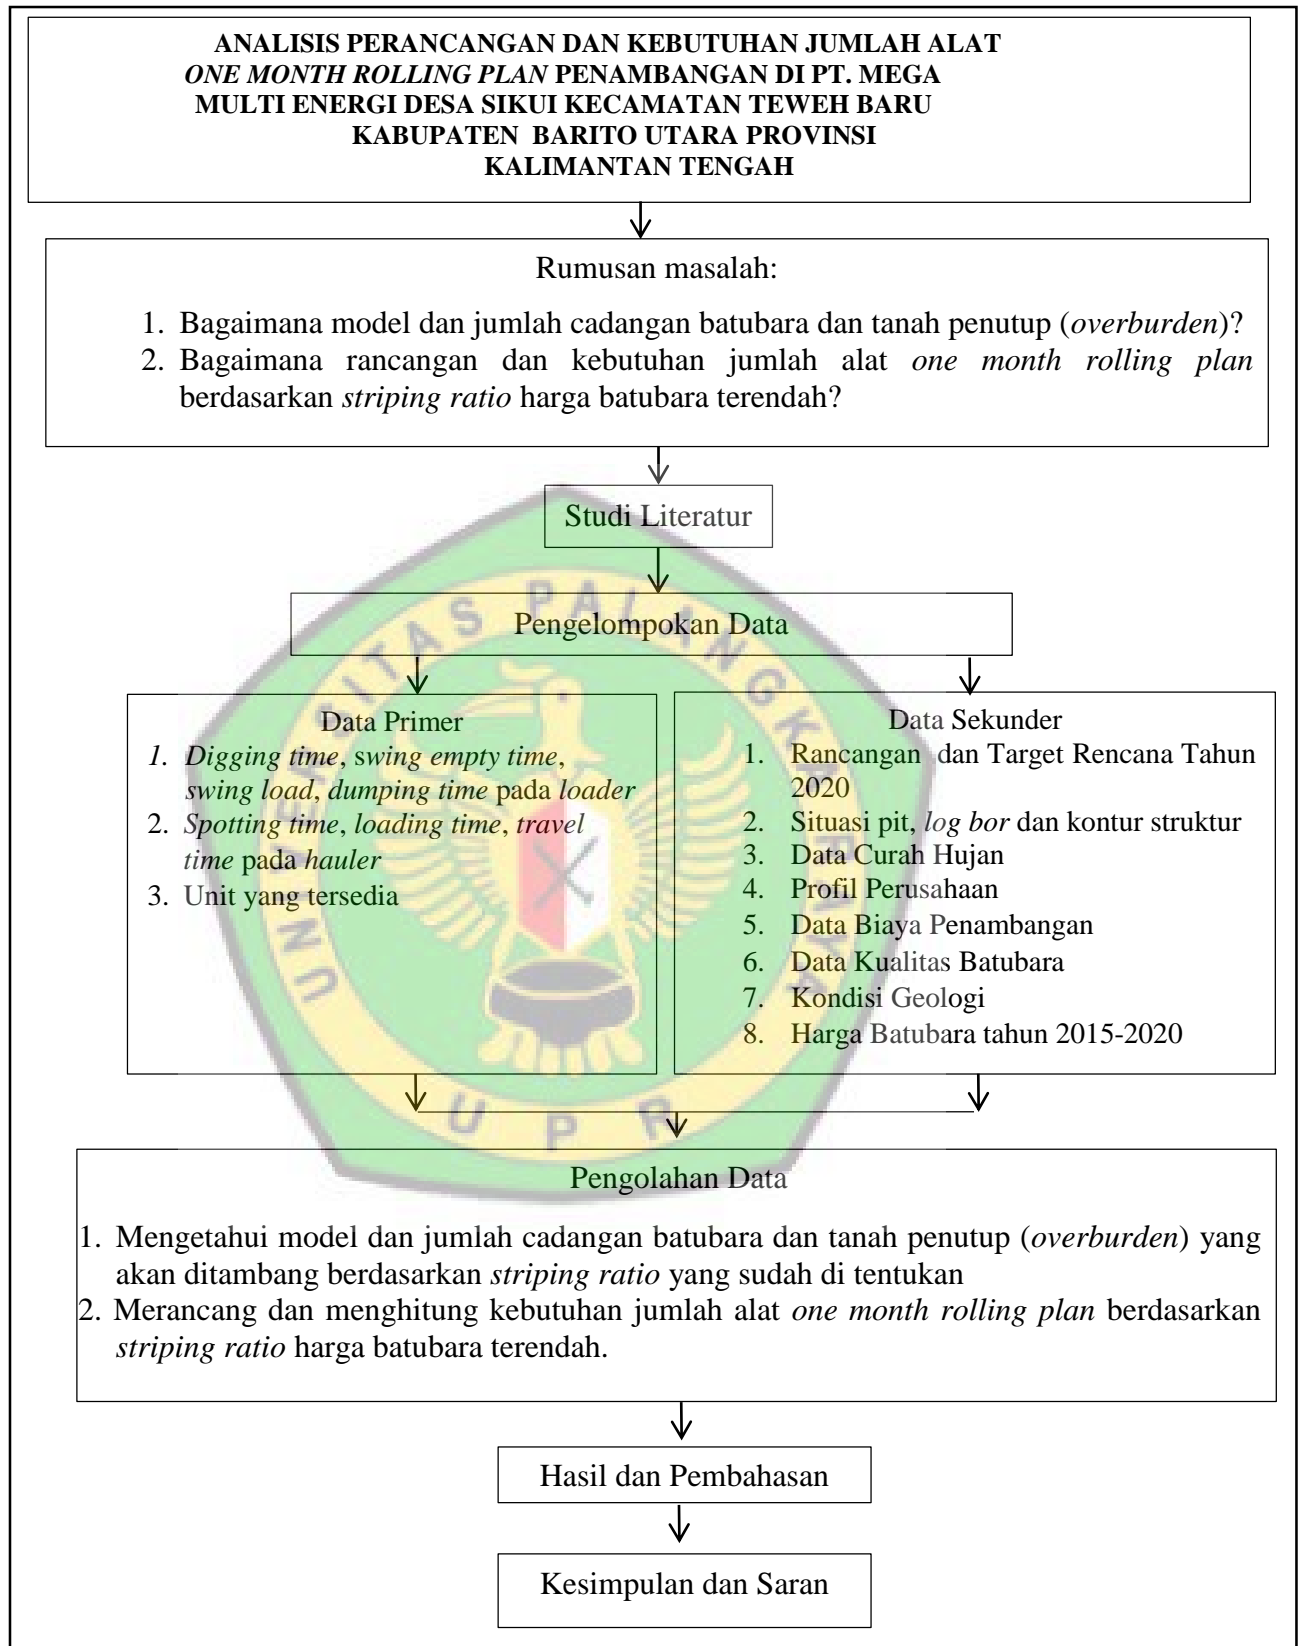 ANALISIS PERANCANGAN DAN KEBUTUHAN JUMLAH ALAT
ONE MONTH ROLLING PLAN PENAMBANGAN DI PT. MEGA
MULTI ENERGI DESA SIKUI KECAMATAN TEWEH BARU
KABUPATEN BARITO UTARA PROVINSI
KALIMANTAN TENGAH
Rumusan masalah:
1. Bagaimana model dan jumlah cadangan batubara dan tanah penutup (overburden)?
2. Bagaimana rancangan dan kebutuhan jumlah alat one month rolling plan
berdasarkan striping ratio harga batubara terendah?
Studi Literatur
Pengelompokan Data
Data Primer
1. Digging time, swing empty time,
swing load, dumping time pada loader
2. Spotting time, loading time, travel
time pada hauler
3. Unit yang tersedia
Data Sekunder
1. Rancangan dan Target Rencana Tahun
2020
2. Situasi pit, log bor dan kontur struktur
3. Data Curah Hujan
4. Profil Perusahaan
5. Data Biaya Penambangan
6. Data Kualitas Batubara
7. Kondisi Geologi
8. Harga Batubara tahun 2015-2020
Pengolahan Data
1. Mengetahui model dan jumlah cadangan batubara dan tanah penutup (overburden) yang
akan ditambang berdasarkan striping ratio yang sudah di tentukan
2. Merancang dan menghitung kebutuhan jumlah alat one month rolling plan berdasarkan
striping ratio harga batubara terendah.
Hasil dan Pembahasan
Kesimpulan dan Saran
UNIVERSITAS PALANGKA RAYA
UPR